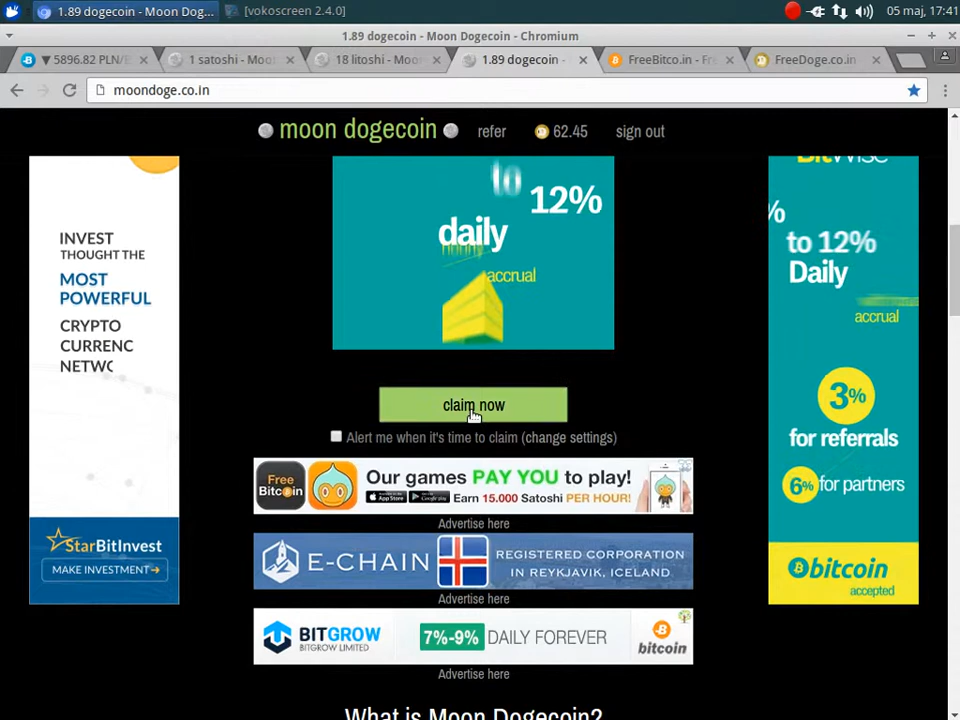 1.89 dogecoin - Moon Dog...
[vokoscreen 2.4.0]
05 maj, 17:41
1.89 dogecoin - Moon Dogecoin - Chromium
▼ 5896.82 PLN/E
1 satoshi - Moo
18 litoshi - Moon
1.89 dogecoin -
FreeBitco.in - Fre
FreeDoge.co.in
moondoge.co.in
moon dogecoin
refer
62.45
sign out
INVEST
THOUGHT THE
MOST
POWERFUL
CRYPTO
CURRENC
NETWC
StarBitInvest
MAKE INVESTMENT→
to
12%
daily
accrual
BitWise
%
to 12%
Daily
accrual
3%
for referrals
6% for partners
bitcoin
accepted
claim now
Alert me when it's time to claim (change settings)
Free
Bitcoin
Our games PAY YOU to play!
Earn 15.000 Satoshi PER HOUR!
Advertise here
E-CHAIN
REGISTERED CORPORATION
IN REYKJAVIK, ICELAND
Advertise here
BITGROW
BITGROW LIMITED
7%-9% DAILY FOREVER
bitcoin
Advertise here
What is Moon Dogecoin?